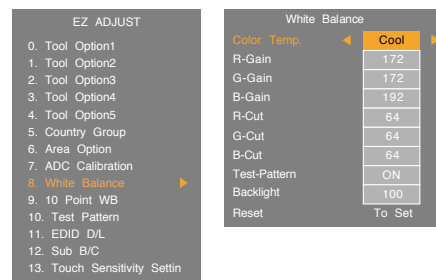 EZ ADJUST
0. Tool Option1
1. Tool Option2
2. Tool Option3
3. Tool Option4
4. Tool Option5
5. Country Group
6. Area Option
7. ADC Calibration
8. White Balance
9. 10 Point WB
10. Test Pattern
11. EDID D/L
12. Sub B/C
13. Touch Sensitivity Settin
White Balance
Color Temp. Cool
R-Gain 172
G-Gain 172
B-Gain 192
R-Cut 64
G-Cut 64
B-Cut 64
Test-Pattern ON
Backlight 100
Reset To Set